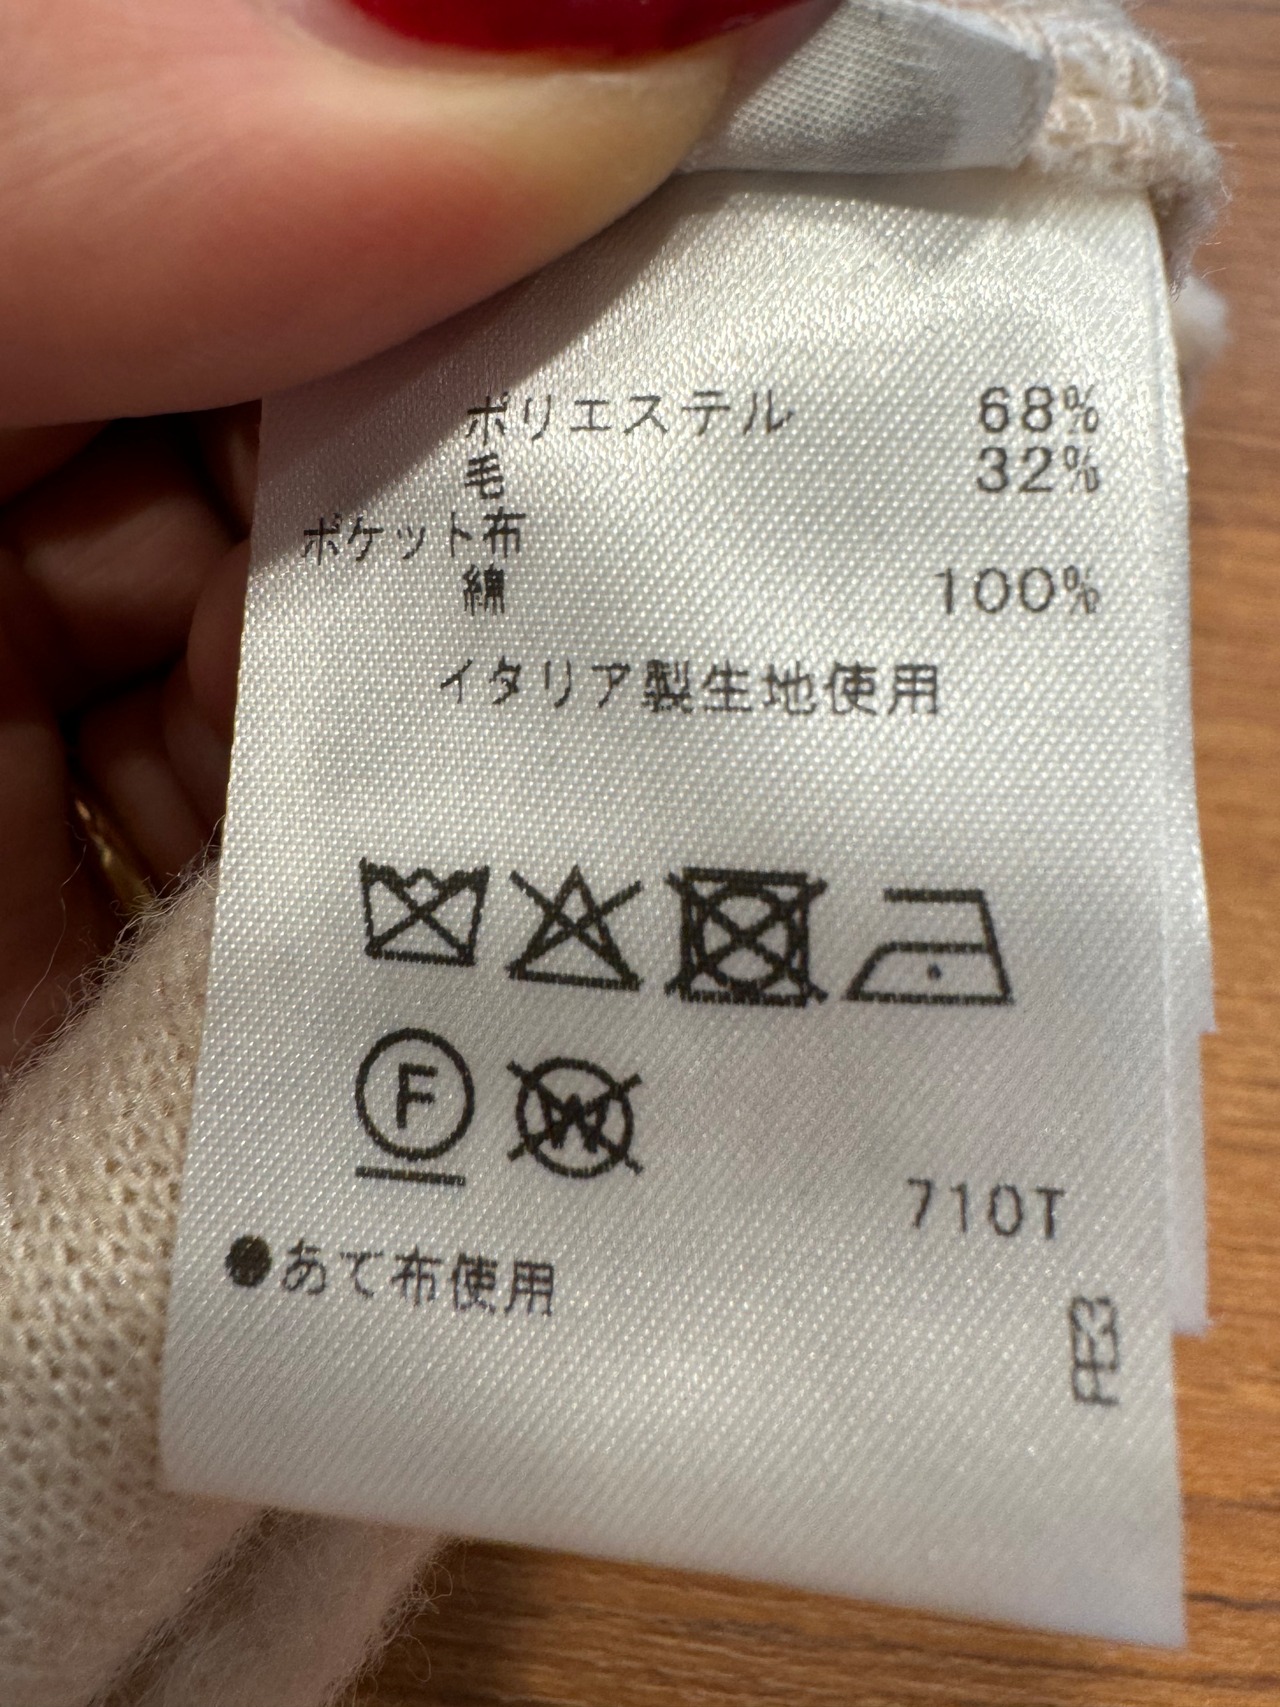 ポリエステル 68%
毛 32%
ポケット布
綿 100%
イタリア製生地使用
F
W
710T
●あて布使用
PE3